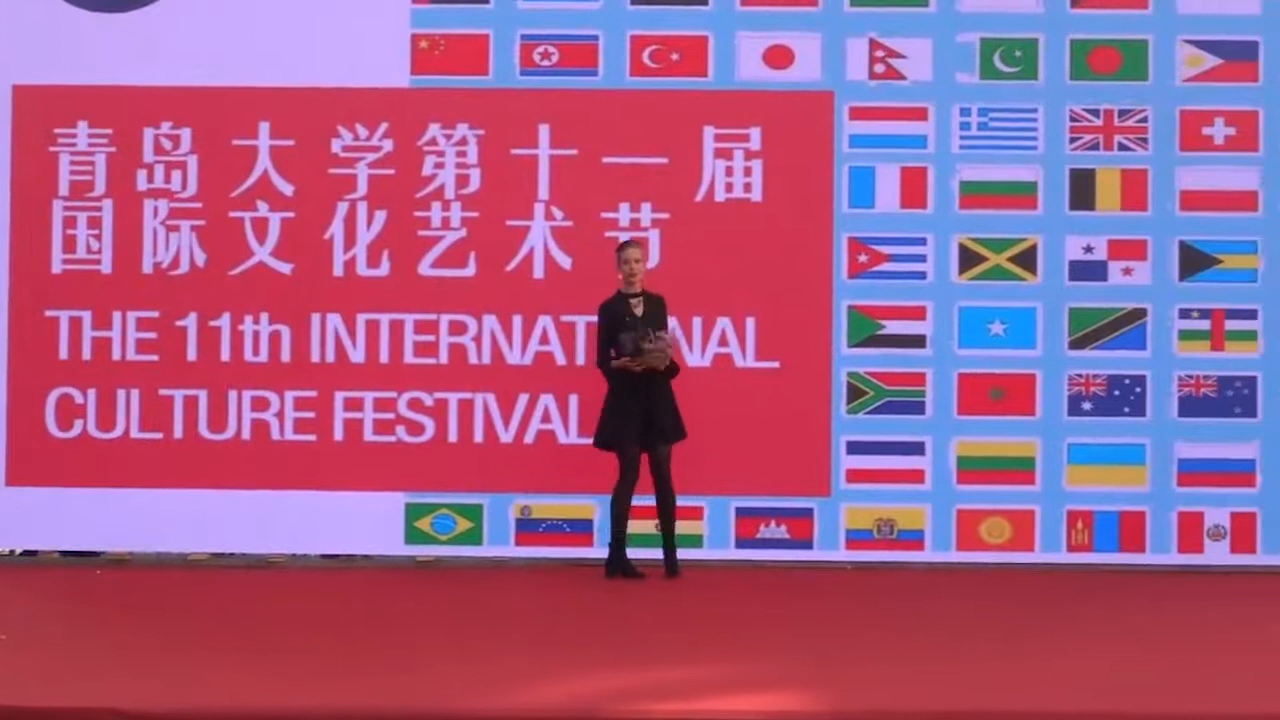 青岛大学第十一届
国际文化艺术节
THE 11th INTERNATIONAL
CULTURE FESTIVAL